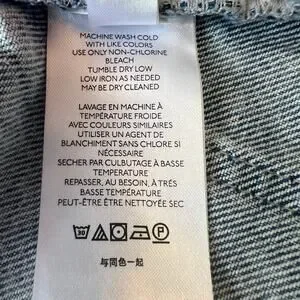 MACHINE WASH COLD
WITH LIKE COLORS
USE ONLY NON-CHLORINE
BLEACH
TUMBLE DRY LOW
LOW IRON AS NEEDED
MAY BE DRY CLEANED
LAVAGE EN MACHINE À
TEMPÉRATURE FROIDE
AVEC COULEURS SIMILAIRES
UTILISER UN AGENT DE
BLANCHIMENT SANS CHLORE SI
NÉCESSAIRE
SECHER PAR CULBUTAGE À BASSE
TEMPERATURE
REPASSER, AU BESOIN, À TRÈS
BASSE TEMPÉRATURE
PEUT-ÊTRE ÊTRE NETTOYÉE SEC
30 P
与同色一起